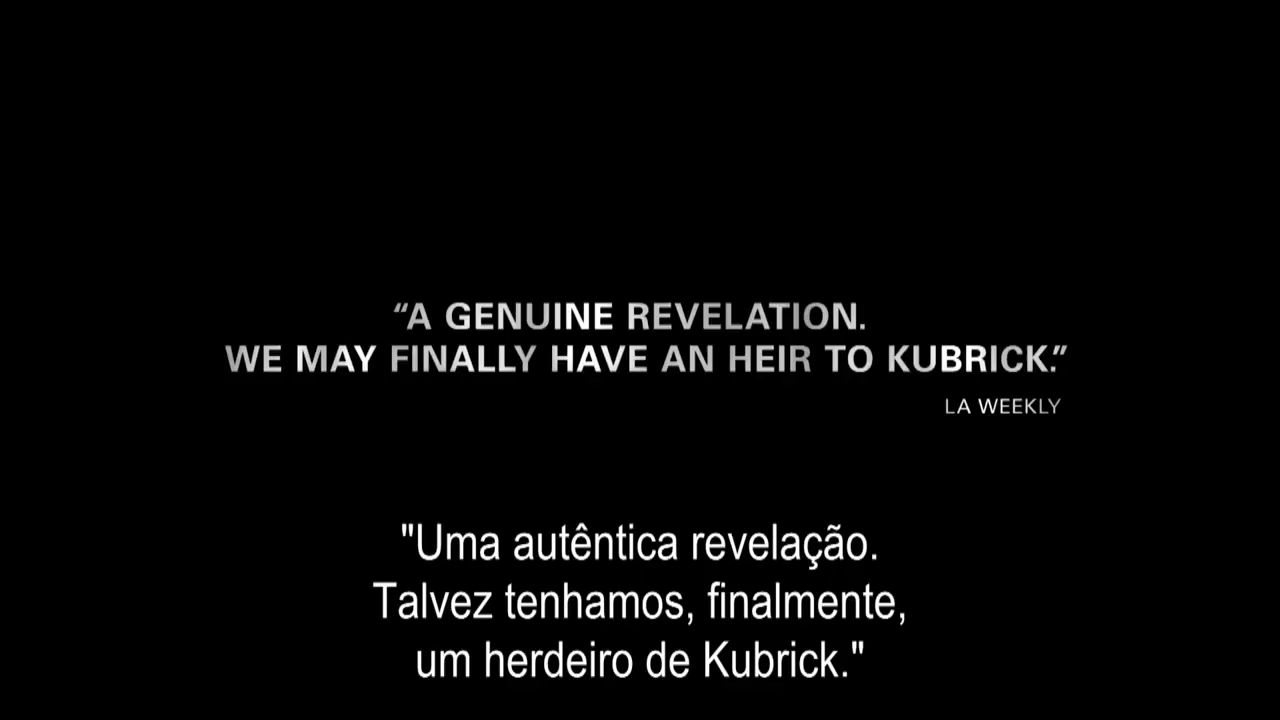 “A GENUINE REVELATION.
WE MAY FINALLY HAVE AN HEIR TO KUBRICK.”
LA WEEKLY
"Uma autêntica revelação.
Talvez tenhamos, finalmente,
um herdeiro de Kubrick."